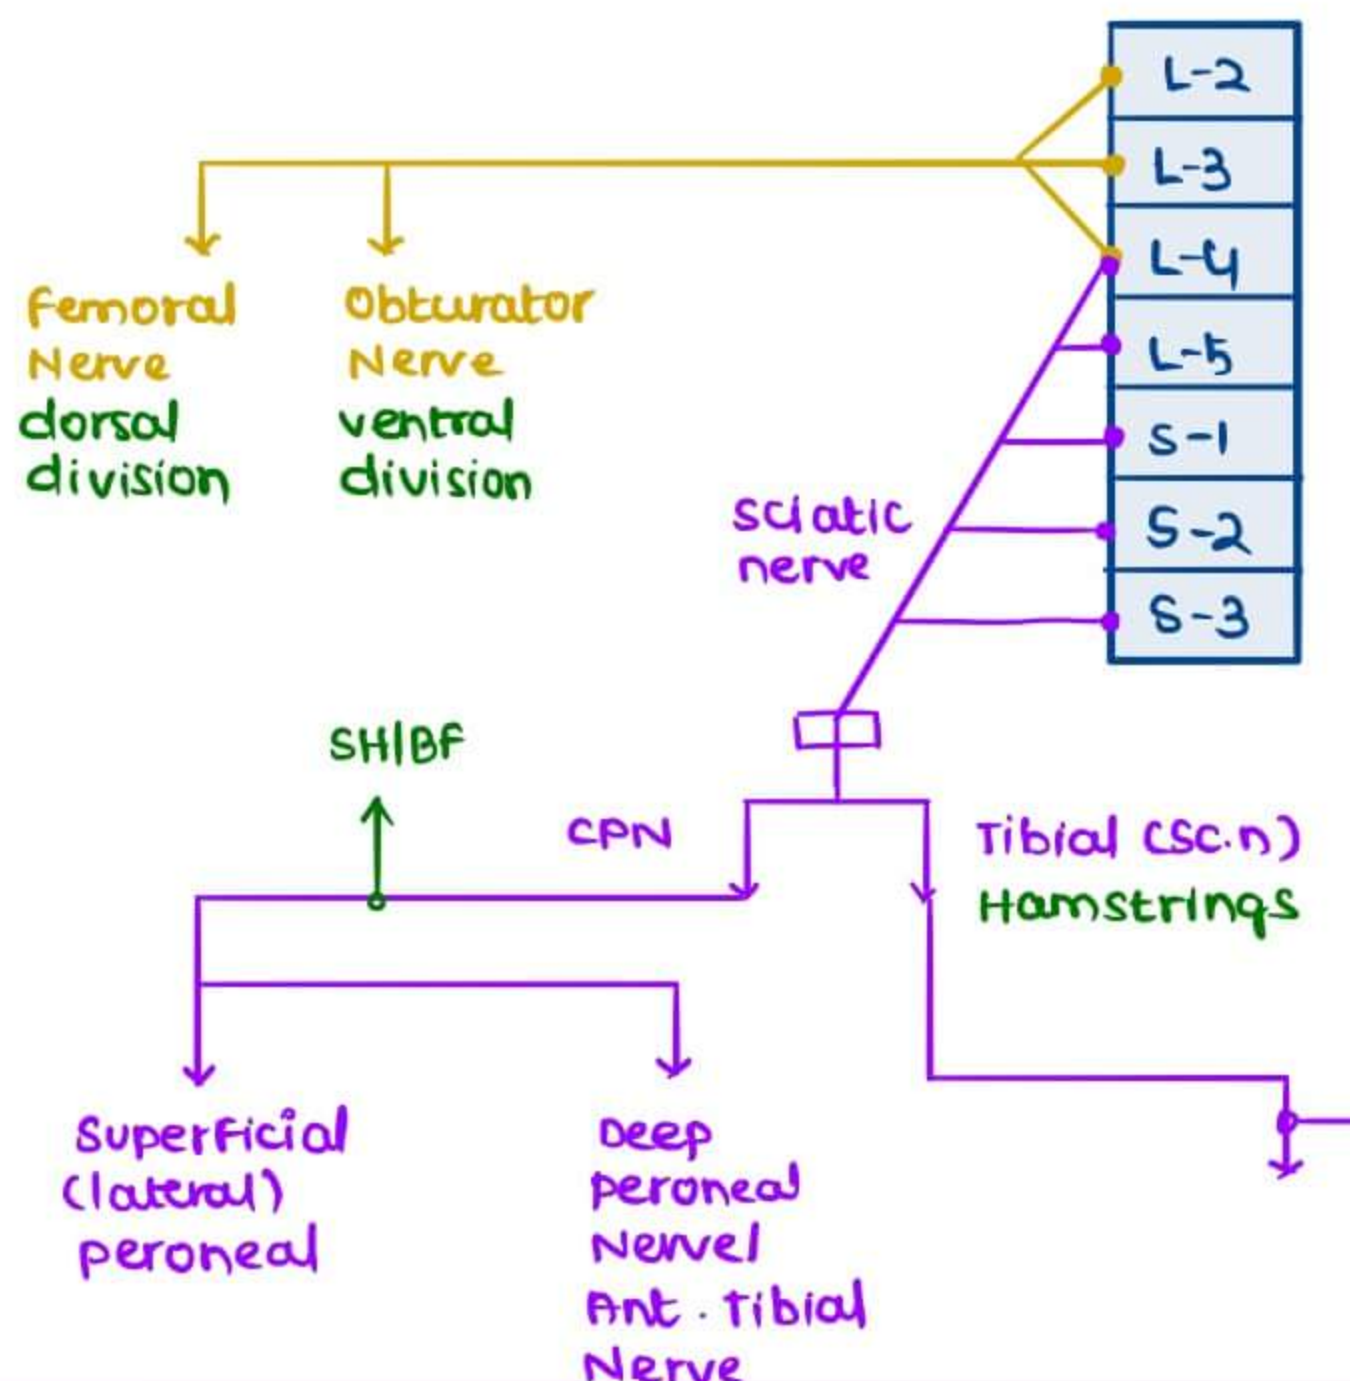 L-2
L-3
L-4
L-5
S-1
S-2
S-3
Femoral
Nerve
dorsal
division
Obturator
Nerve
ventral
division
Sciatic
nerve
SH/BF
CPN
Tibial (Sc.n)
Hamstrings
Superficial
(lateral)
peroneal
Deep
peroneal
Nerve/
Ant. Tibial
Nerve